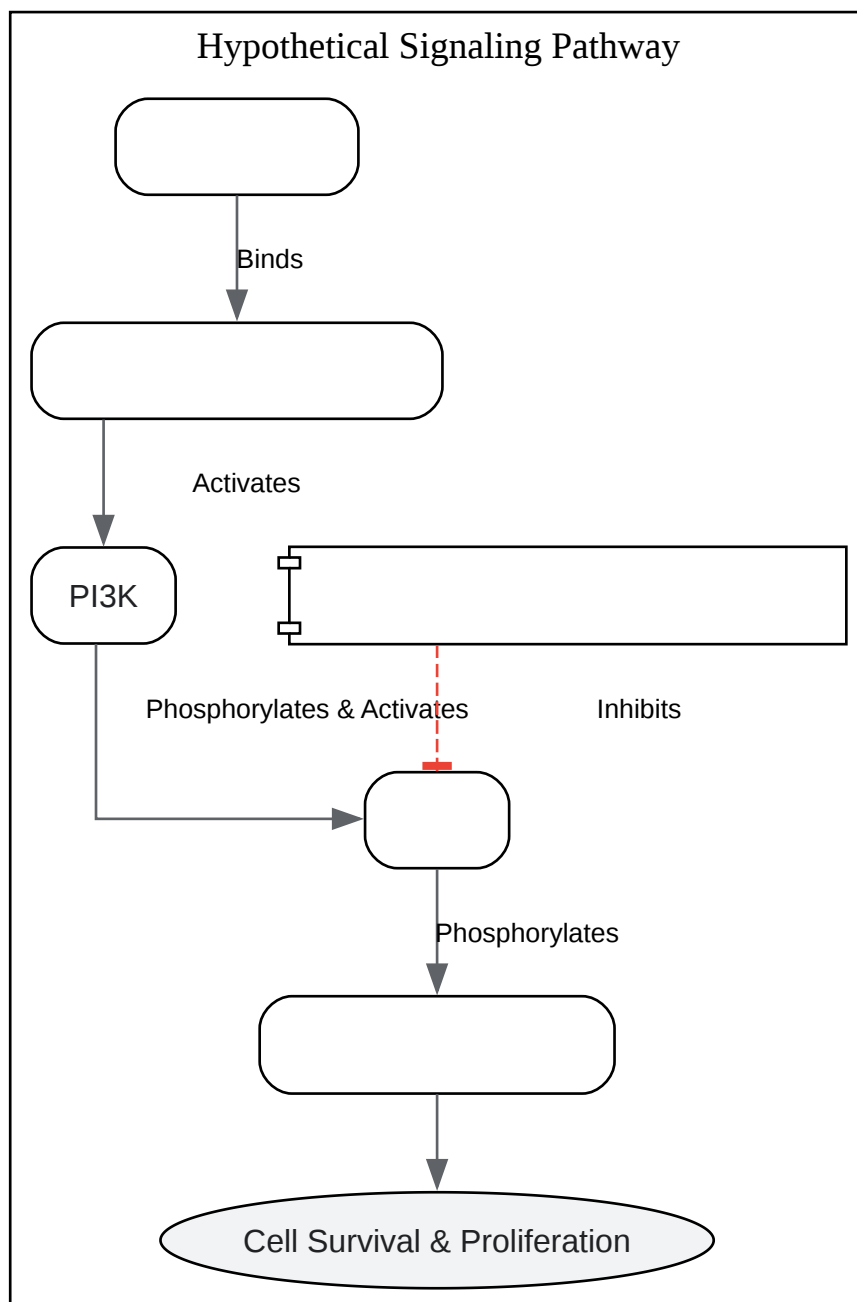 Hypothetical Signaling Pathway
Binds
Activates
PI3K
Phosphorylates & Activates
Inhibits
Phosphorylates
Cell Survival & Proliferation